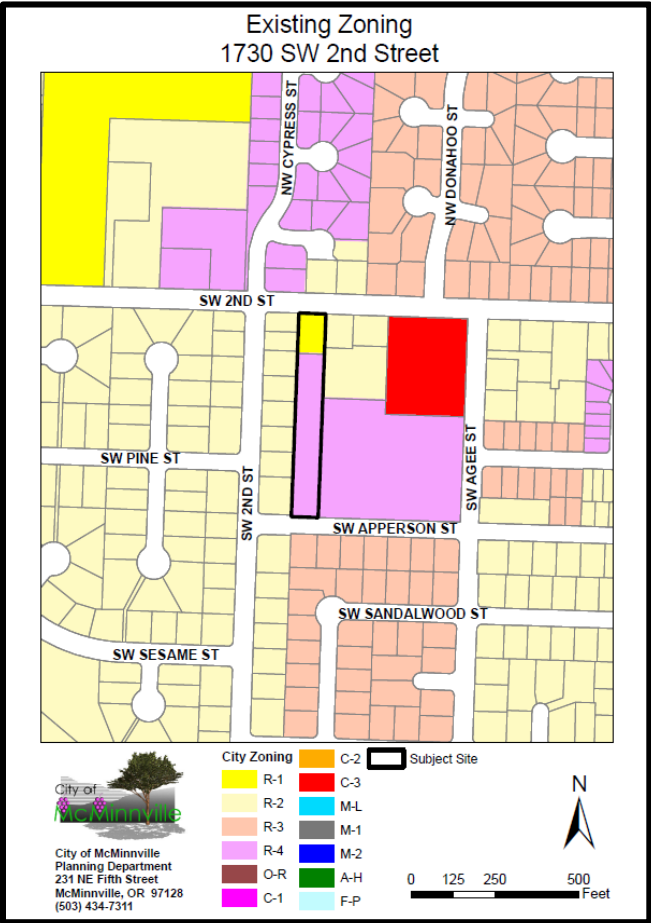 Existing Zoning
1730 SW 2nd Street
NW CYPRESS ST
NW DONAHOO ST
SW 2ND ST
SW PINE ST
SW 2ND ST
SW AGEE ST
SW APPERSON ST
SW SANDALWOOD ST
SW SESAME ST
City of
McMinnville
City of McMinnville
Planning Department
231 NE Fifth Street
McMinnville, OR 97128
(503) 434-7311
City Zoning
R-1
R-2
R-3
R-4
O-R
C-1
C-2
C-3
M-L
M-1
M-2
A-H
F-P
Subject Site
N
0 125 250 500
Feet